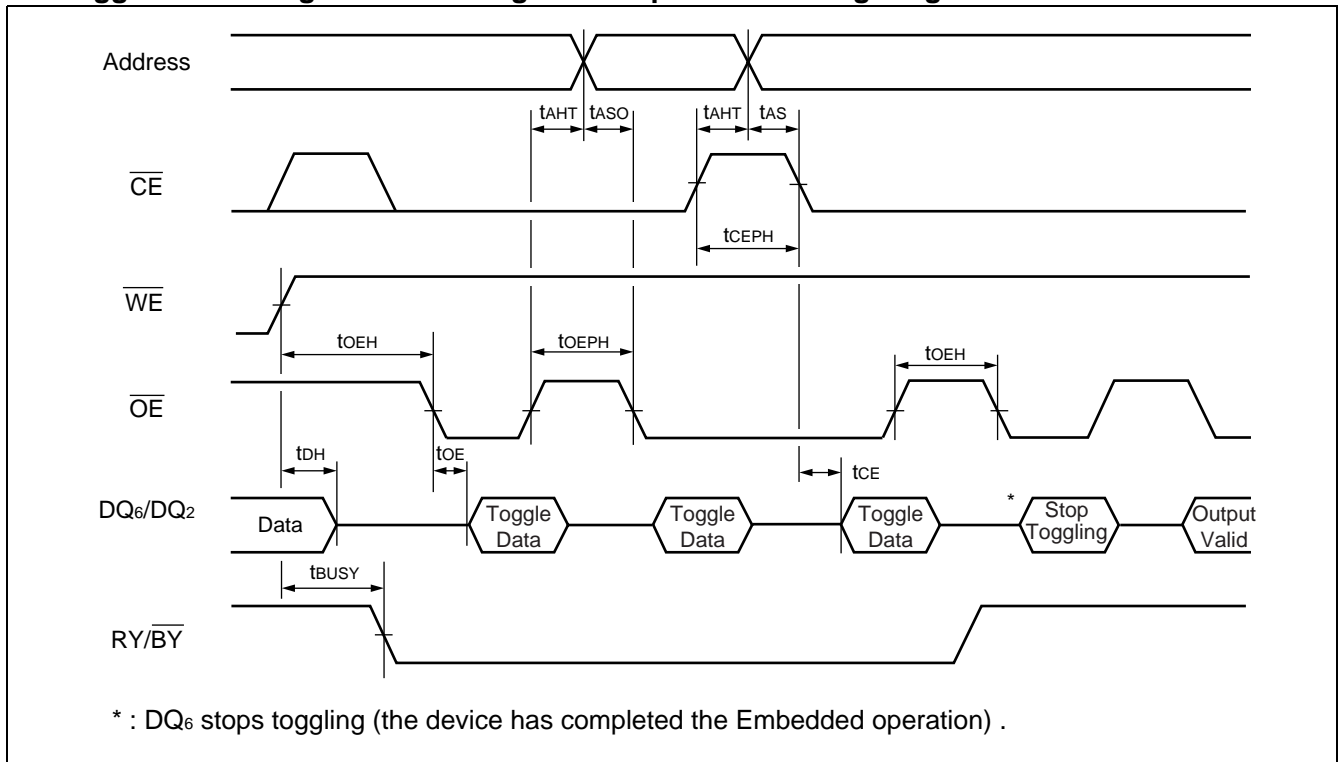 Address
tAHT tASO tAHT tAS
CE
tCEPH
WE
tOEH tOEPH tOEH
OE
tDH tOE tCE
DQ6/DQ2 Data Toggle Data Toggle Data Toggle Data * Stop Toggling Output Valid
tBUSY
RY/BY
* : DQ6 stops toggling (the device has completed the Embedded operation) .